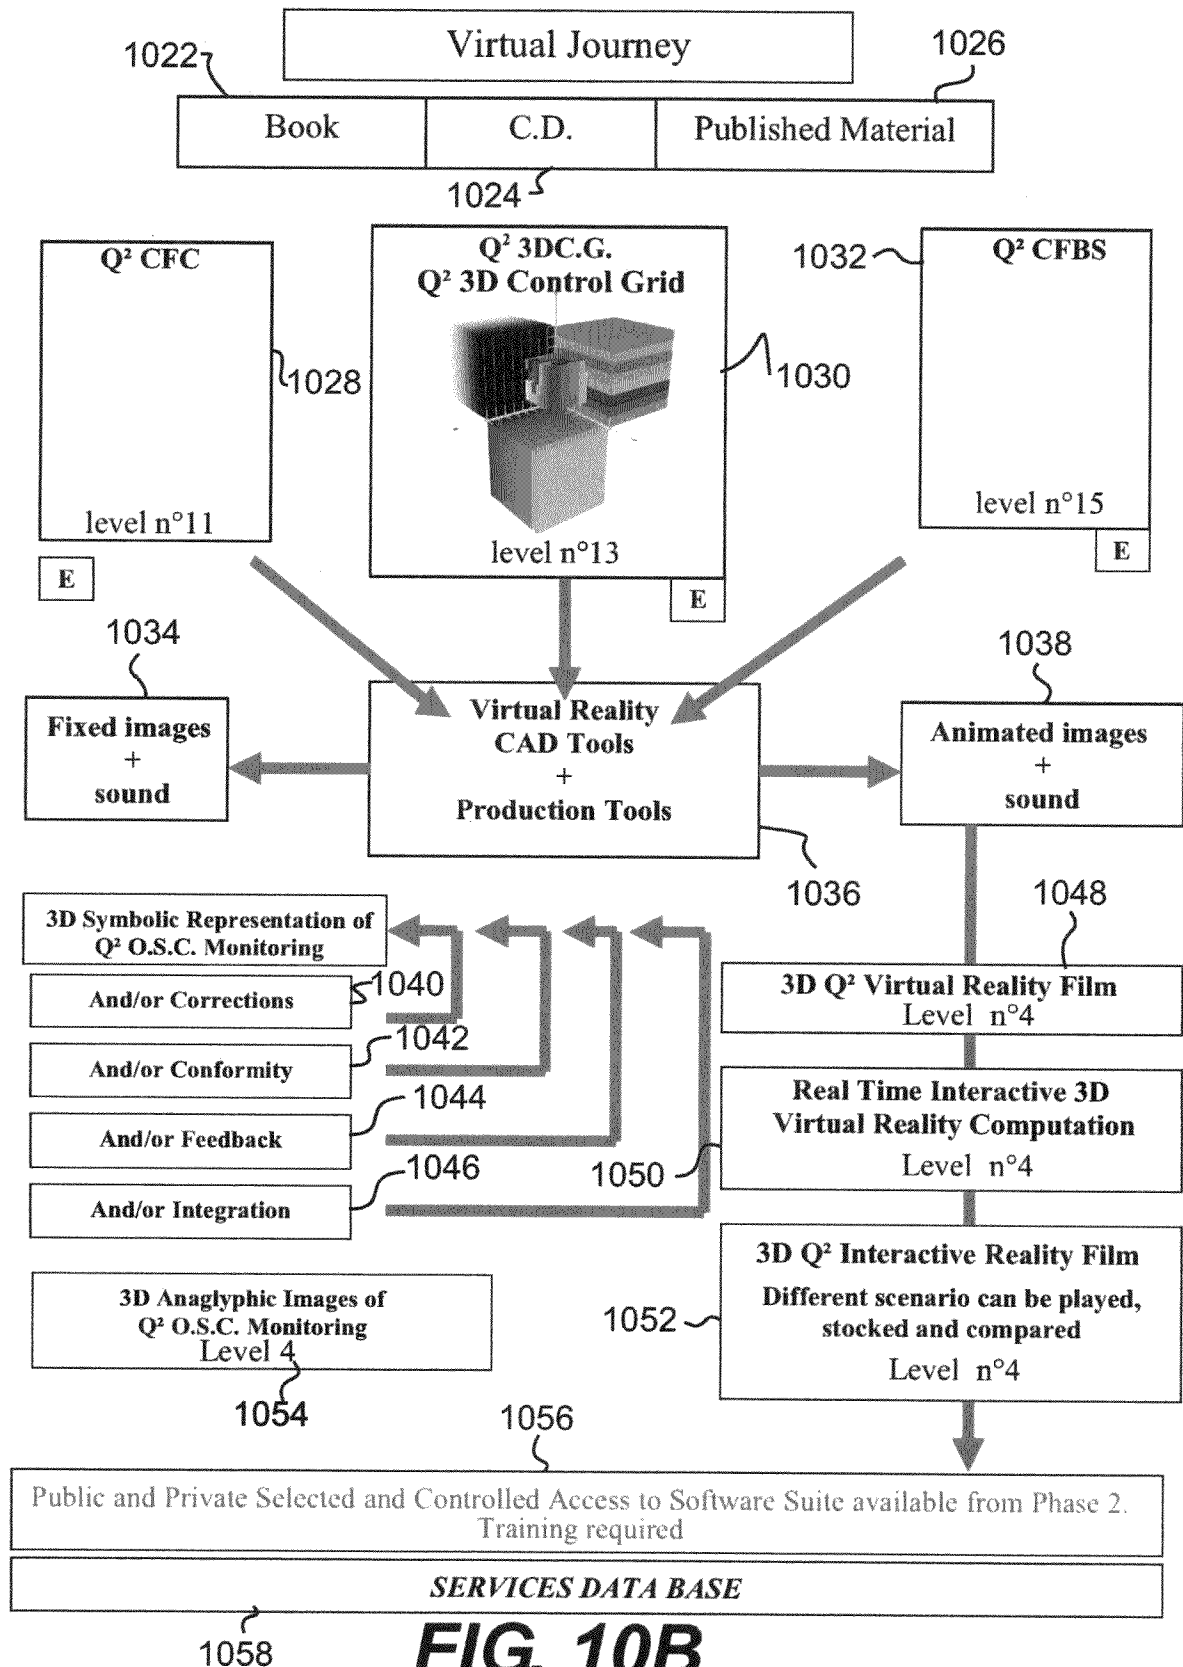 Virtual Journey
1022
1026
Book
C.D.
Published Material
1024
Q² CFC
level n°11
E
1028
Q² 3DC.G.
Q² 3D Control Grid
level n°13
E
1030
1032
Q² CFBS
level n°15
E
1034
Fixed images
+
sound
Virtual Reality
CAD Tools
+
Production Tools
1036
1038
Animated images
+
sound
3D Symbolic Representation of
Q² O.S.C. Monitoring
And/or Corrections
1040
And/or Conformity
1042
And/or Feedback
1044
And/or Integration
1046
1048
3D Q² Virtual Reality Film
Level n°4
Real Time Interactive 3D
Virtual Reality Computation
Level n°4
1050
3D Q² Interactive Reality Film
Different scenario can be played,
stocked and compared
Level n°4
1052
3D Anaglyphic Images of
Q² O.S.C. Monitoring
Level 4
1054
1056
Public and Private Selected and Controlled Access to Software Suite available from Phase 2.
Training required
SERVICES DATA BASE
1058
FIG. 10B